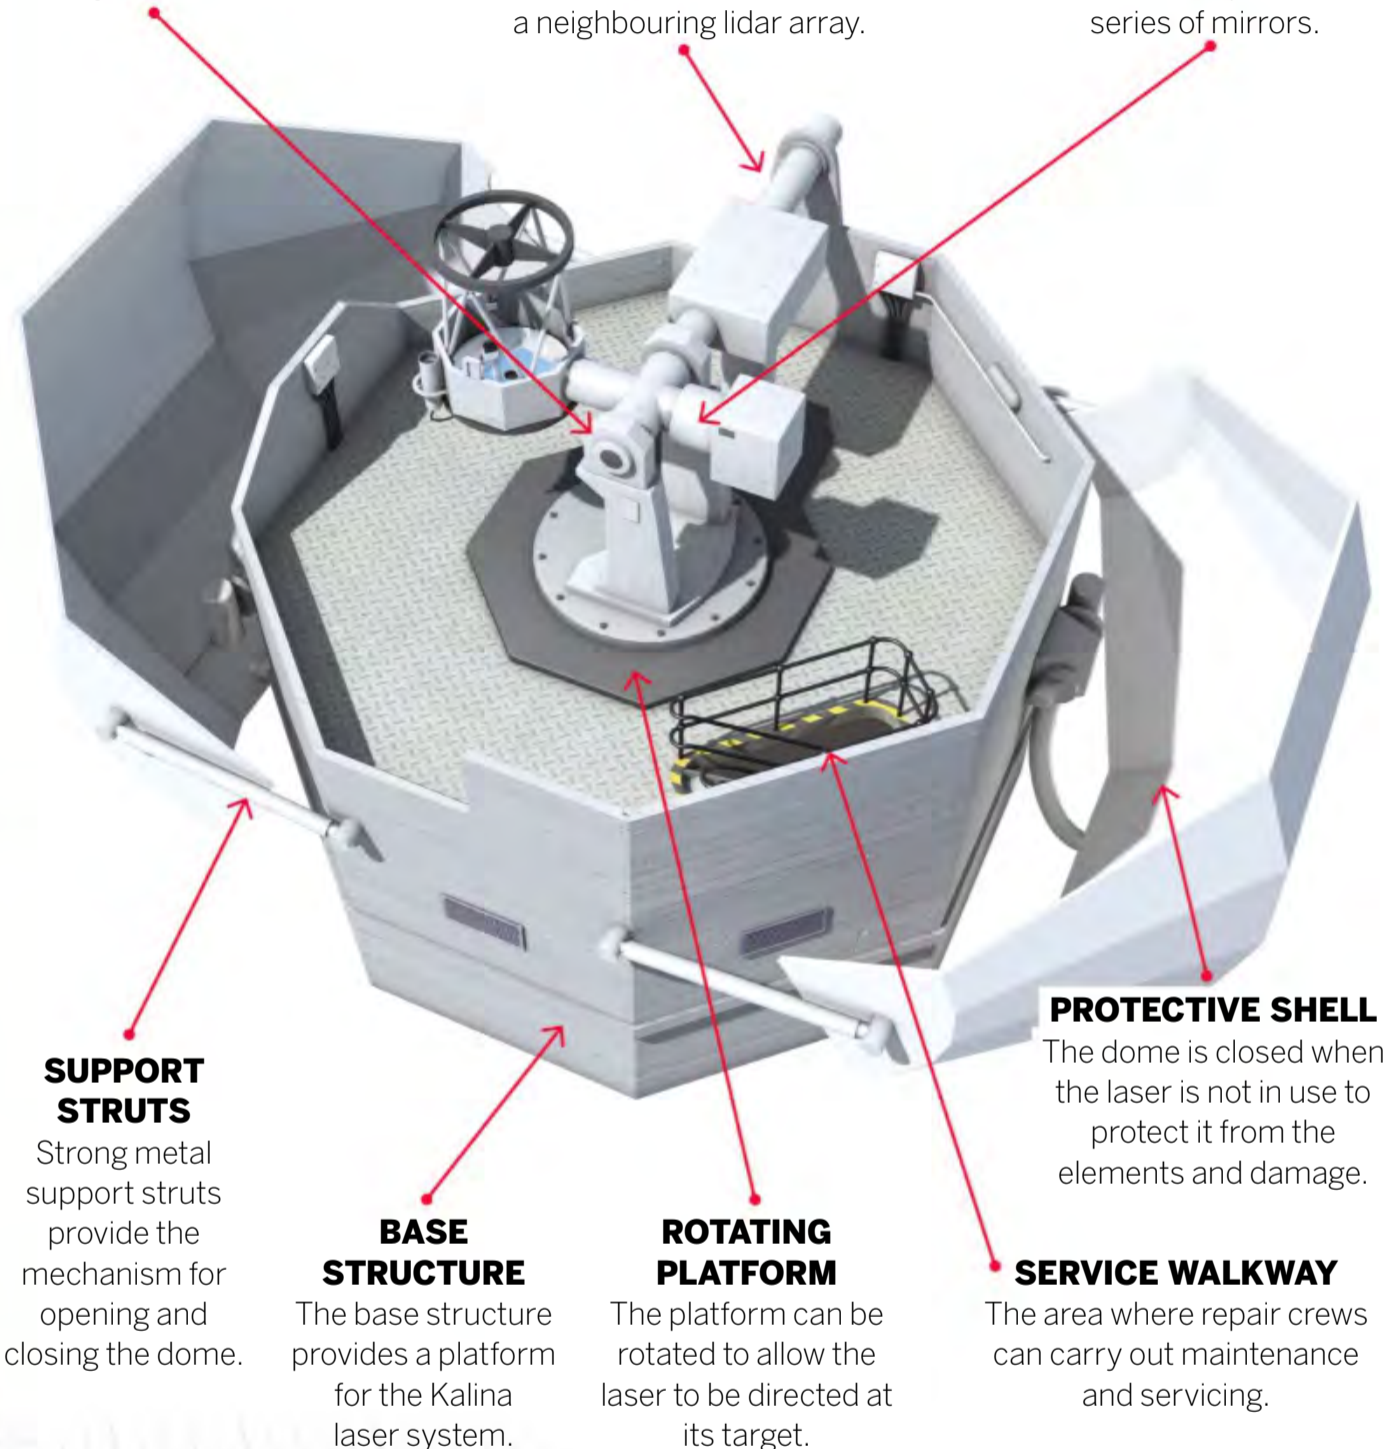 a neighbouring lidar array.
series of mirrors.
PROTECTIVE SHELL
The dome is closed when
the laser is not in use to
protect it from the
elements and damage.
SUPPORT
STRUTS
Strong metal
support struts
provide the
mechanism for
opening and
closing the dome.
BASE
STRUCTURE
The base structure
provides a platform
for the Kalina
laser system.
ROTATING
PLATFORM
The platform can be
rotated to allow the
laser to be directed at
its target.
SERVICE WALKWAY
The area where repair crews
can carry out maintenance
and servicing.